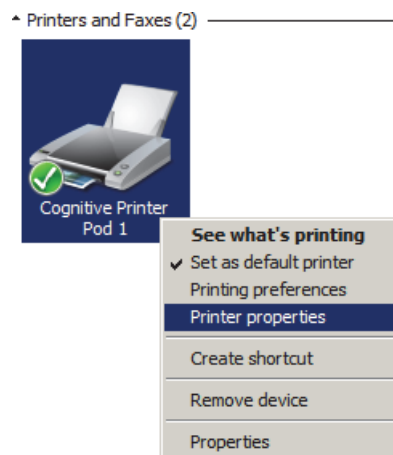 Printers and Faxes (2)
Cognitive Printer
Pod 1
See what's printing
Set as default printer
Printing preferences
Printer properties
Create shortcut
Remove device
Properties